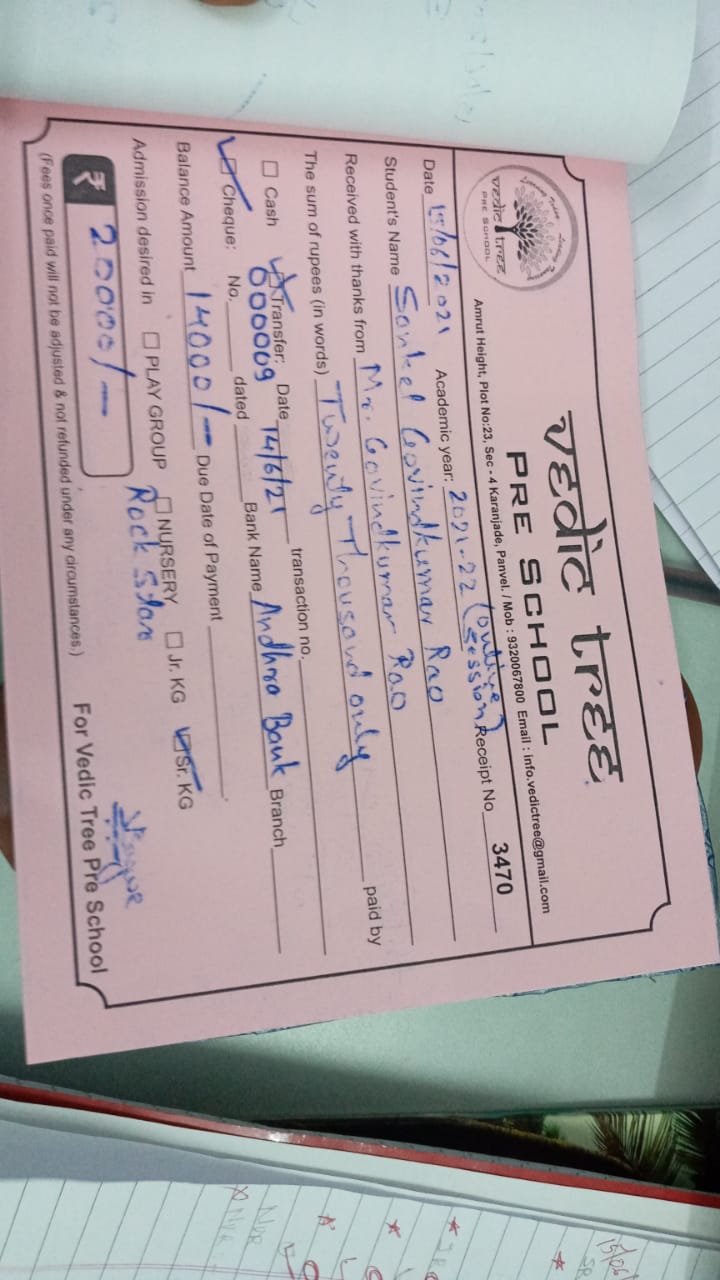 vedic tree
PRE SCHOOL
vedic tree
PRE SCHOOL
Amrut Height, Plot No:23, Sec - 4 Karanjade, Panvel. / Mob : 9320067800 Email : info.vedictree@gmail.com
Date 15/06/2021 Academic year: 2021-22 (Online Session) Receipt No 3470
Student's Name Sanket Govindkumar Rao
Received with thanks from Mr. Govindkumar Rao paid by
The sum of rupees (in words) Twenty Thousand only
☐ Cash ☐ Transfer: Date 14/6/21 transaction no.
☐ Cheque: No. 000009 dated Bank Name Andhra Bank Branch
Balance Amount 14000/- Due Date of Payment
Admission desired in ☐ PLAY GROUP ☐ NURSERY ☐ Jr. KG ☐ Sr. KG
Rock Star
₹ 20000/-
For Vedic Tree Pre School
(Fees once paid will not be adjusted & not refunded under any circumstances.)